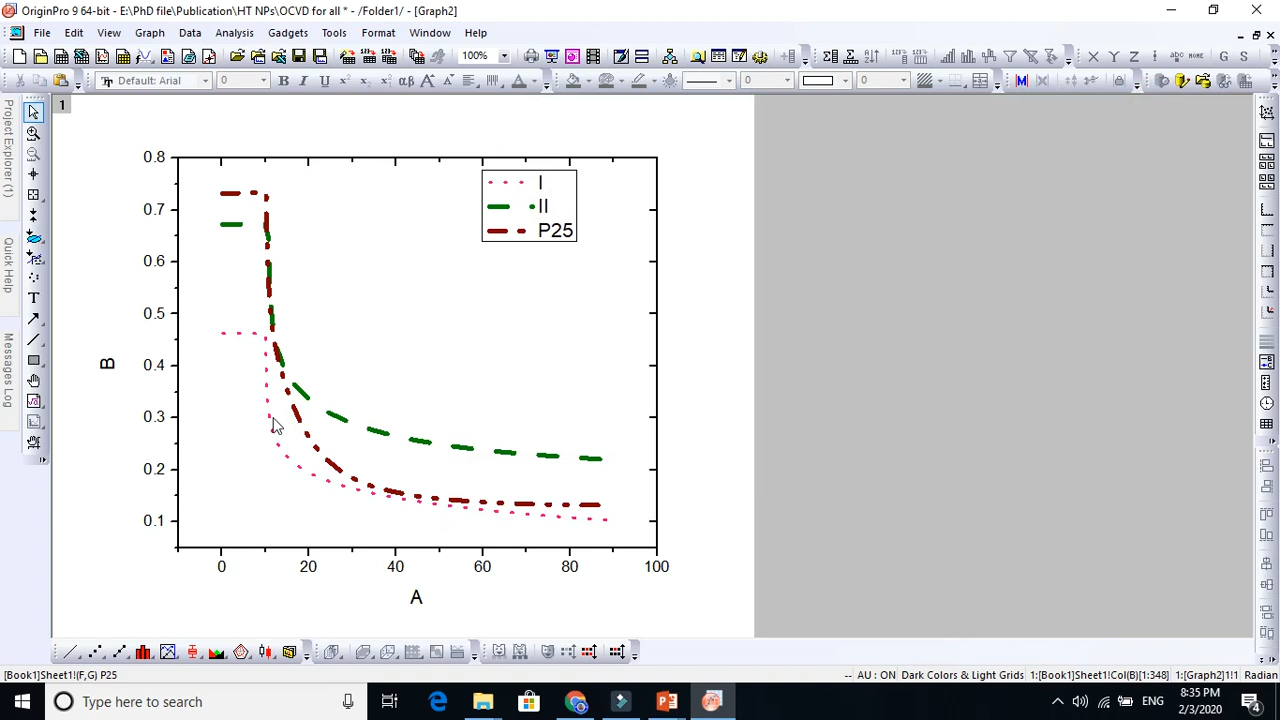 OriginPro 9 64-bit - E:\PhD file\Publication\HT NPs\OCVD for all * - /Folder1/ - [Graph2]
File Edit View Graph Data Analysis Gadgets Tools Format Window Help
100%
Default: Arial 0 B I U αβ A A 0 0
1
Project Explorer (1)
Quick Help
Messages Log
0.8
0.7
0.6
0.5
0.4
0.3
0.2
0.1
B
I
II
P25
0 20 40 60 80 100
A
[Book1]Sheet1!(F,G) P25 -- AU : ON Dark Colors & Light Grids 1:[Book1]Sheet1!Col(B)[1:348] 1:[Graph2]1!1 Radian
Type here to search
ENG
8:35 PM
2/3/2020
4